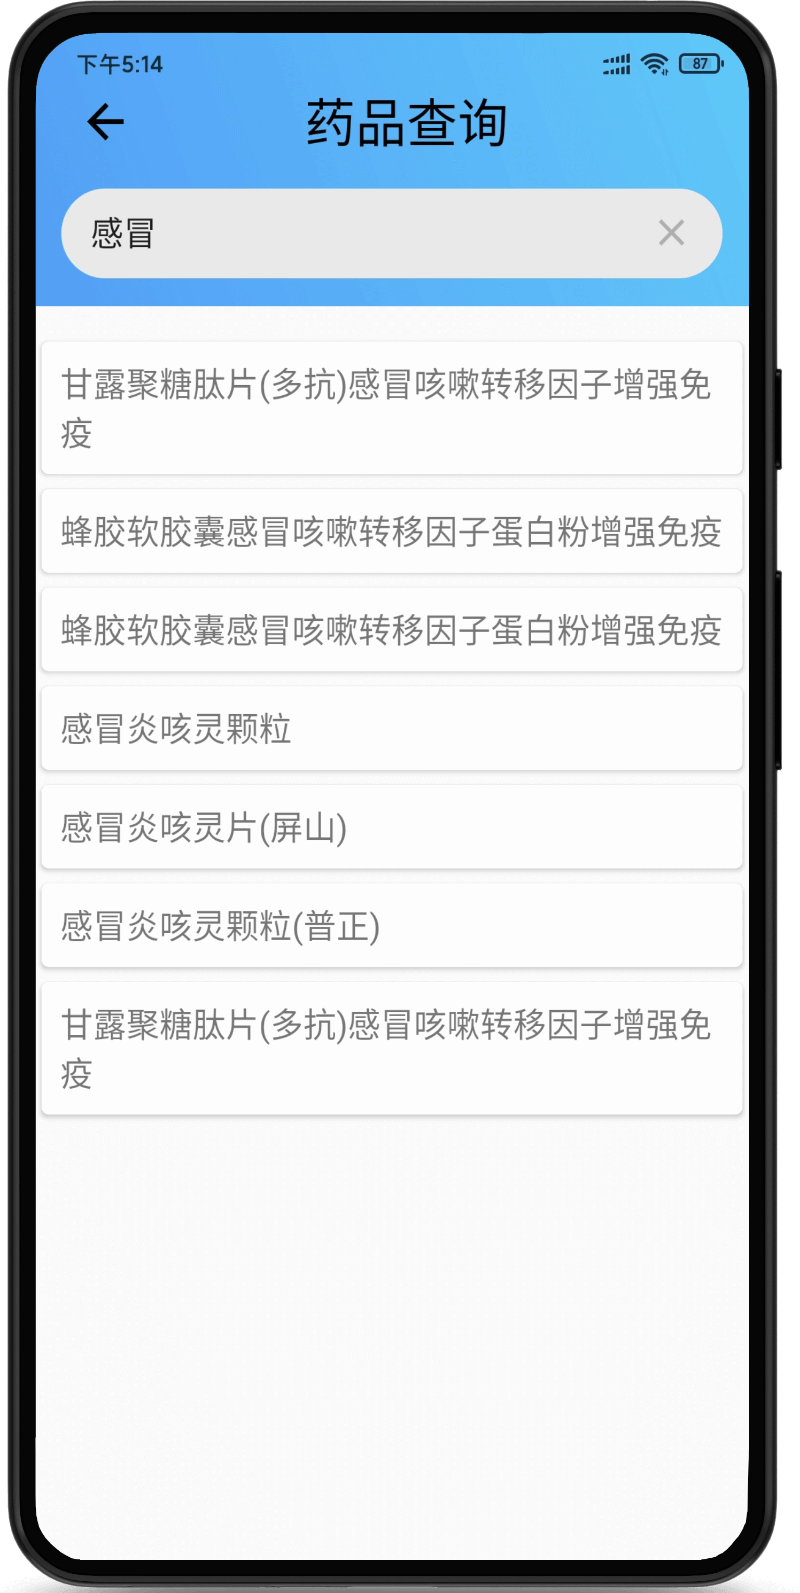 下午5:14
87
药品查询
感冒
甘露聚糖肽片(多抗)感冒咳嗽转移因子增强免
疫
蜂胶软胶囊感冒咳嗽转移因子蛋白粉增强免疫
蜂胶软胶囊感冒咳嗽转移因子蛋白粉增强免疫
感冒炎咳灵颗粒
感冒炎咳灵片(屏山)
感冒炎咳灵颗粒(普正)
甘露聚糖肽片(多抗)感冒咳嗽转移因子增强免
疫